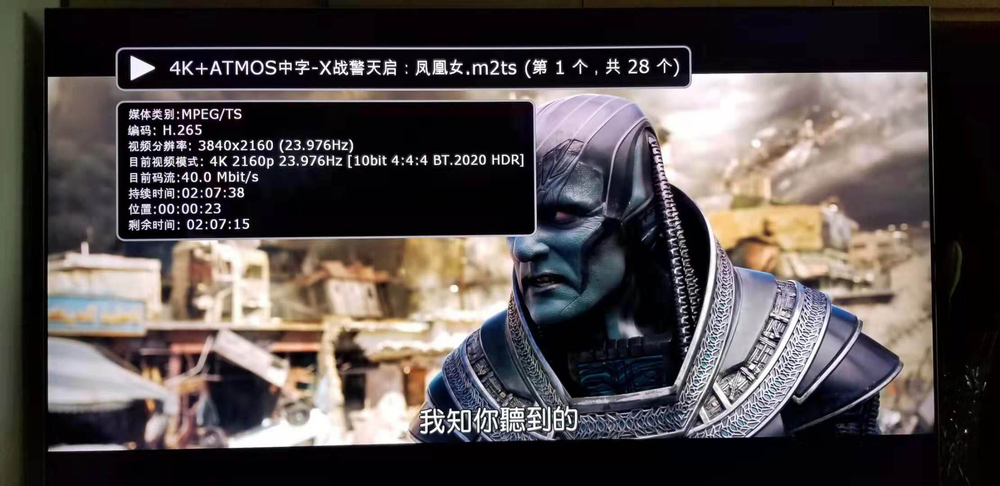 4K+ATMOS中字-X战警天启：凤凰女.m2ts (第 1 个，共 28 个)
媒体类别:MPEG/TS
编码: H.265
视频分辨率: 3840x2160 (23.976Hz)
目前视频模式: 4K 2160p 23.976Hz [10bit 4:4:4 BT.2020 HDR]
目前码流:40.0 Mbit/s
持续时间:02:07:38
位置:00:00:23
剩余时间: 02:07:15
我知你聽到的